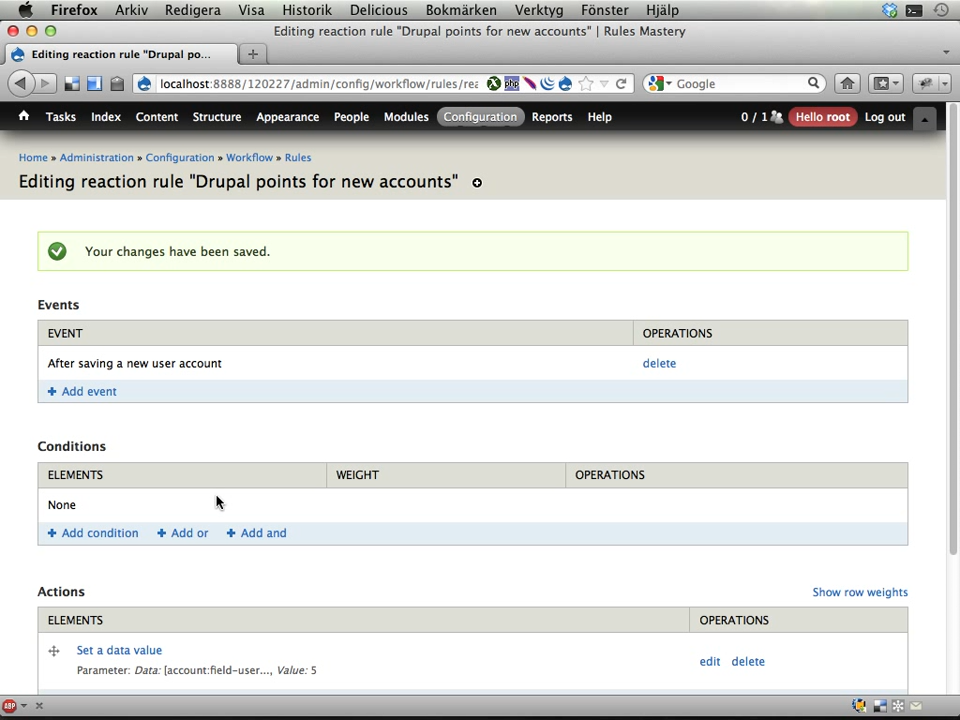 Firefox Arkiv Redigera Visa Historik Delicious Bokmärken Verktyg Fönster Hjälp
Editing reaction rule "Drupal points for new accounts" | Rules Mastery
Editing reaction rule "Drupal po...
localhost:8888/120227/admin/config/workflow/rules/rea
php
Google
Tasks Index Content Structure Appearance People Modules Configuration Reports Help 0 / 1 Hello root Log out
Home » Administration » Configuration » Workflow » Rules
Editing reaction rule "Drupal points for new accounts"
Your changes have been saved.
Events
EVENT OPERATIONS
After saving a new user account delete
+ Add event
Conditions
ELEMENTS WEIGHT OPERATIONS
None
+ Add condition + Add or + Add and
Actions Show row weights
ELEMENTS OPERATIONS
Set a data value edit delete
Parameter: Data: [account:field-user..., Value: 5
ABP